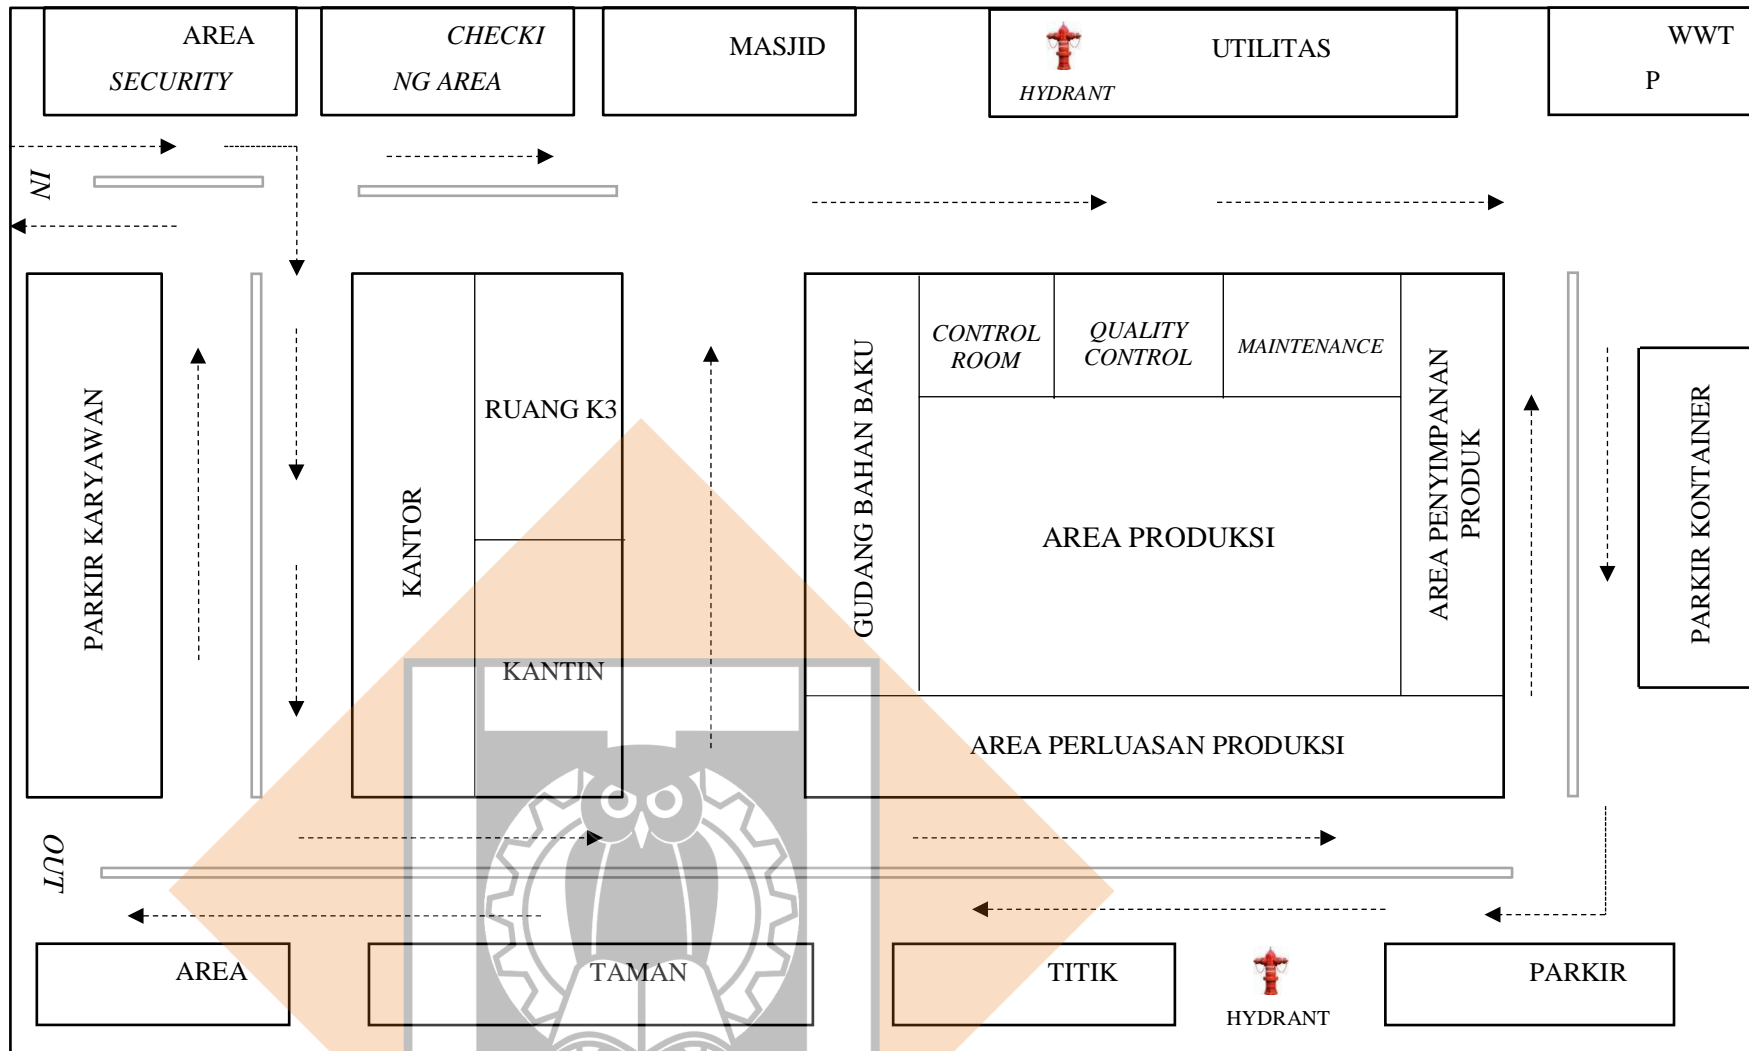 AREA
SECURITY
CHECKI
NG AREA
MASJID
HYDRANT
UTILITAS
WWT
P
IN
PARKIR KARYAWAN
KANTOR
RUANG K3
KANTIN
GUDANG BAHAN BAKU
CONTROL
ROOM
QUALITY
CONTROL
MAINTENANCE
AREA PRODUKSI
AREA PENYIMPANAN
PRODUK
PARKIR KONTAINER
AREA PERLUASAN PRODUKSI
OUT
AREA
TAMAN
TITIK
HYDRANT
PARKIR